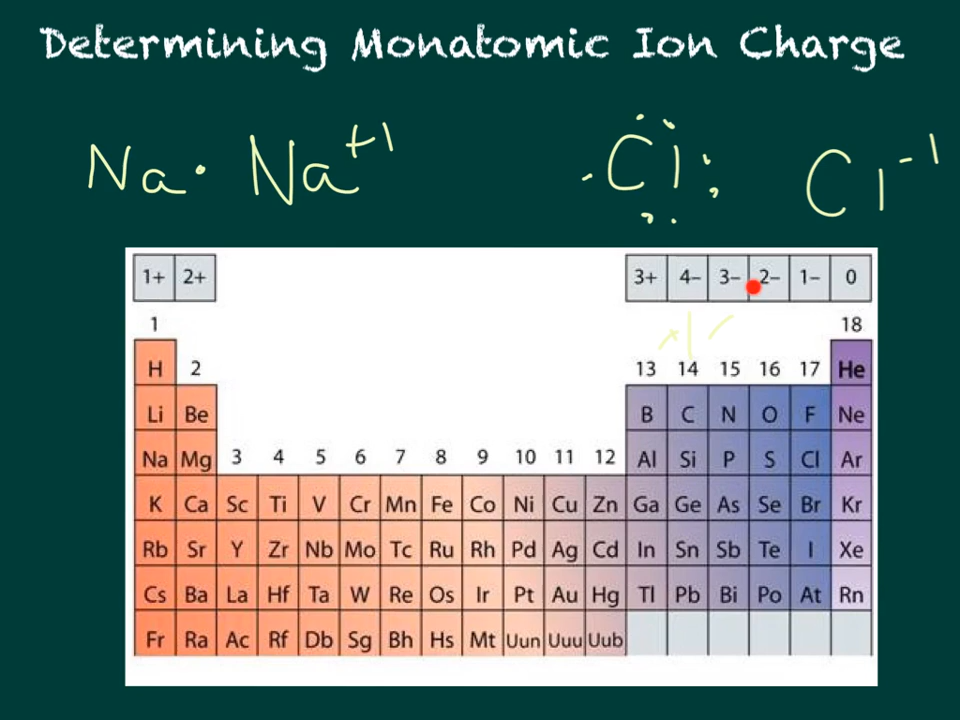 Determining Monatomic Ion Charge
Na· Na+1 Cl Cl-1
1+ 2+ 3+ 4– 3– 2– 1– 0
1 18
H 2 13 14 15 16 17 He
Li Be B C N O F Ne
Na Mg 3 4 5 6 7 8 9 10 11 12 Al Si P S Cl Ar
K Ca Sc Ti V Cr Mn Fe Co Ni Cu Zn Ga Ge As Se Br Kr
Rb Sr Y Zr Nb Mo Tc Ru Rh Pd Ag Cd In Sn Sb Te I Xe
Cs Ba La Hf Ta W Re Os Ir Pt Au Hg Tl Pb Bi Po At Rn
Fr Ra Ac Rf Db Sg Bh Hs Mt Uun Uuu Uub